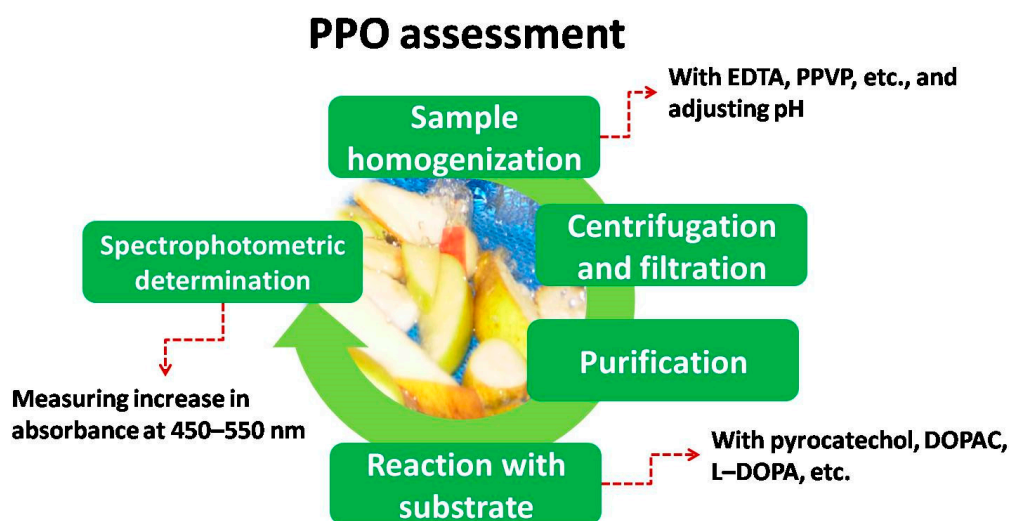 PPO assessment
With EDTA, PPVP, etc., and
adjusting pH
Sample
homogenization
Centrifugation
and filtration
Spectrophotometric
determination
Purification
Measuring increase in
absorbance at 450–550 nm
With pyrocatechol, DOPAC,
L–DOPA, etc.
Reaction with
substrate